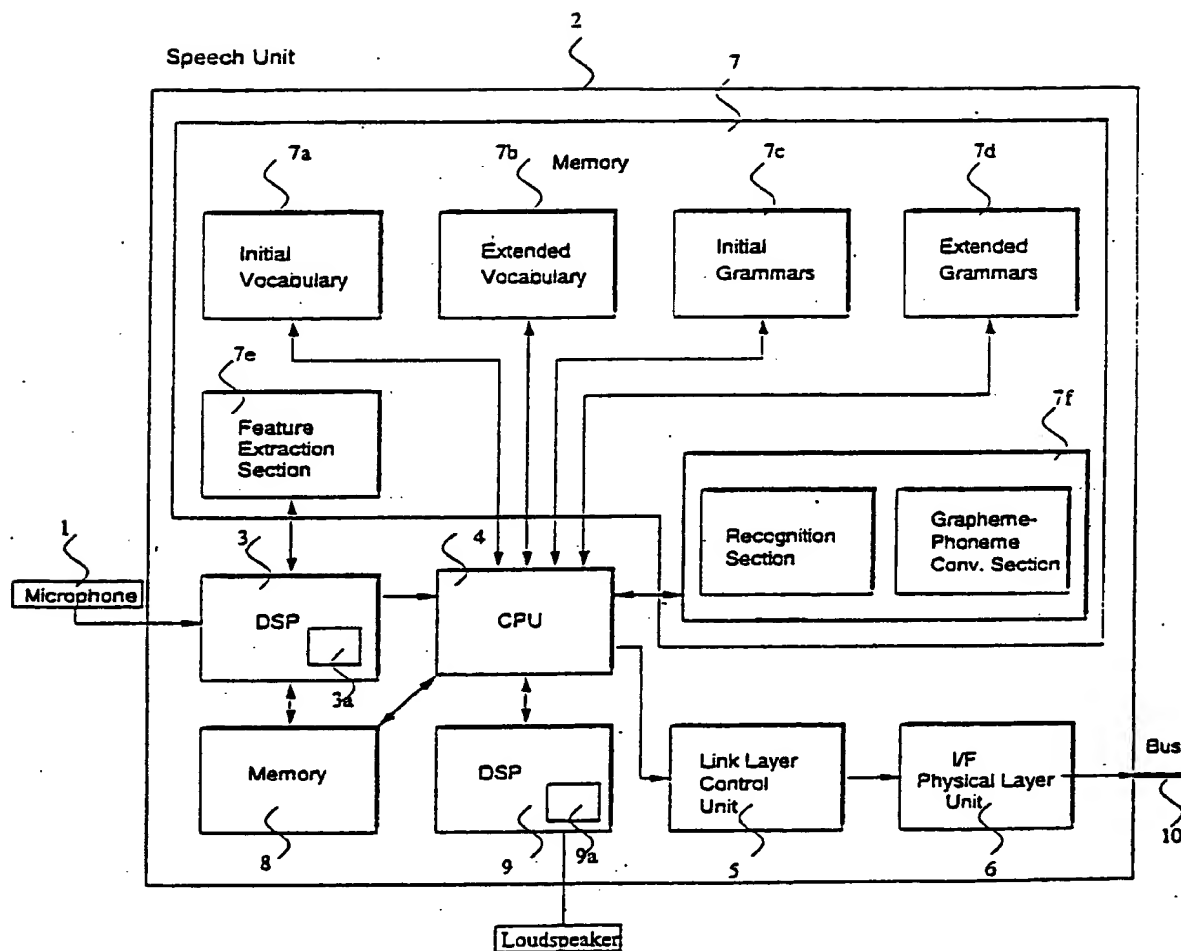 2
Speech Unit
7
7a
7b
Memory
7c
7d
Initial
Vocabulary
Extended
Vocabulary
Initial
Grammars
Extended
Grammars
7e
7f
Feature
Extraction
Section
Recognition
Section
Grapheme-
Phoneme
Conv. Section
1
3
4
Microphone
DSP
3a
CPU
Memory
8
DSP
9
9a
Link Layer
Control
Unit
5
I/F
Physical Layer
Unit
6
Bus
10
Loudspeaker